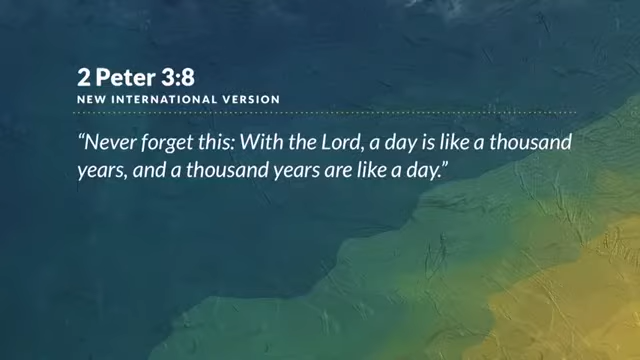 2 Peter 3:8
NEW INTERNATIONAL VERSION
“Never forget this: With the Lord, a day is like a thousand
years, and a thousand years are like a day.”